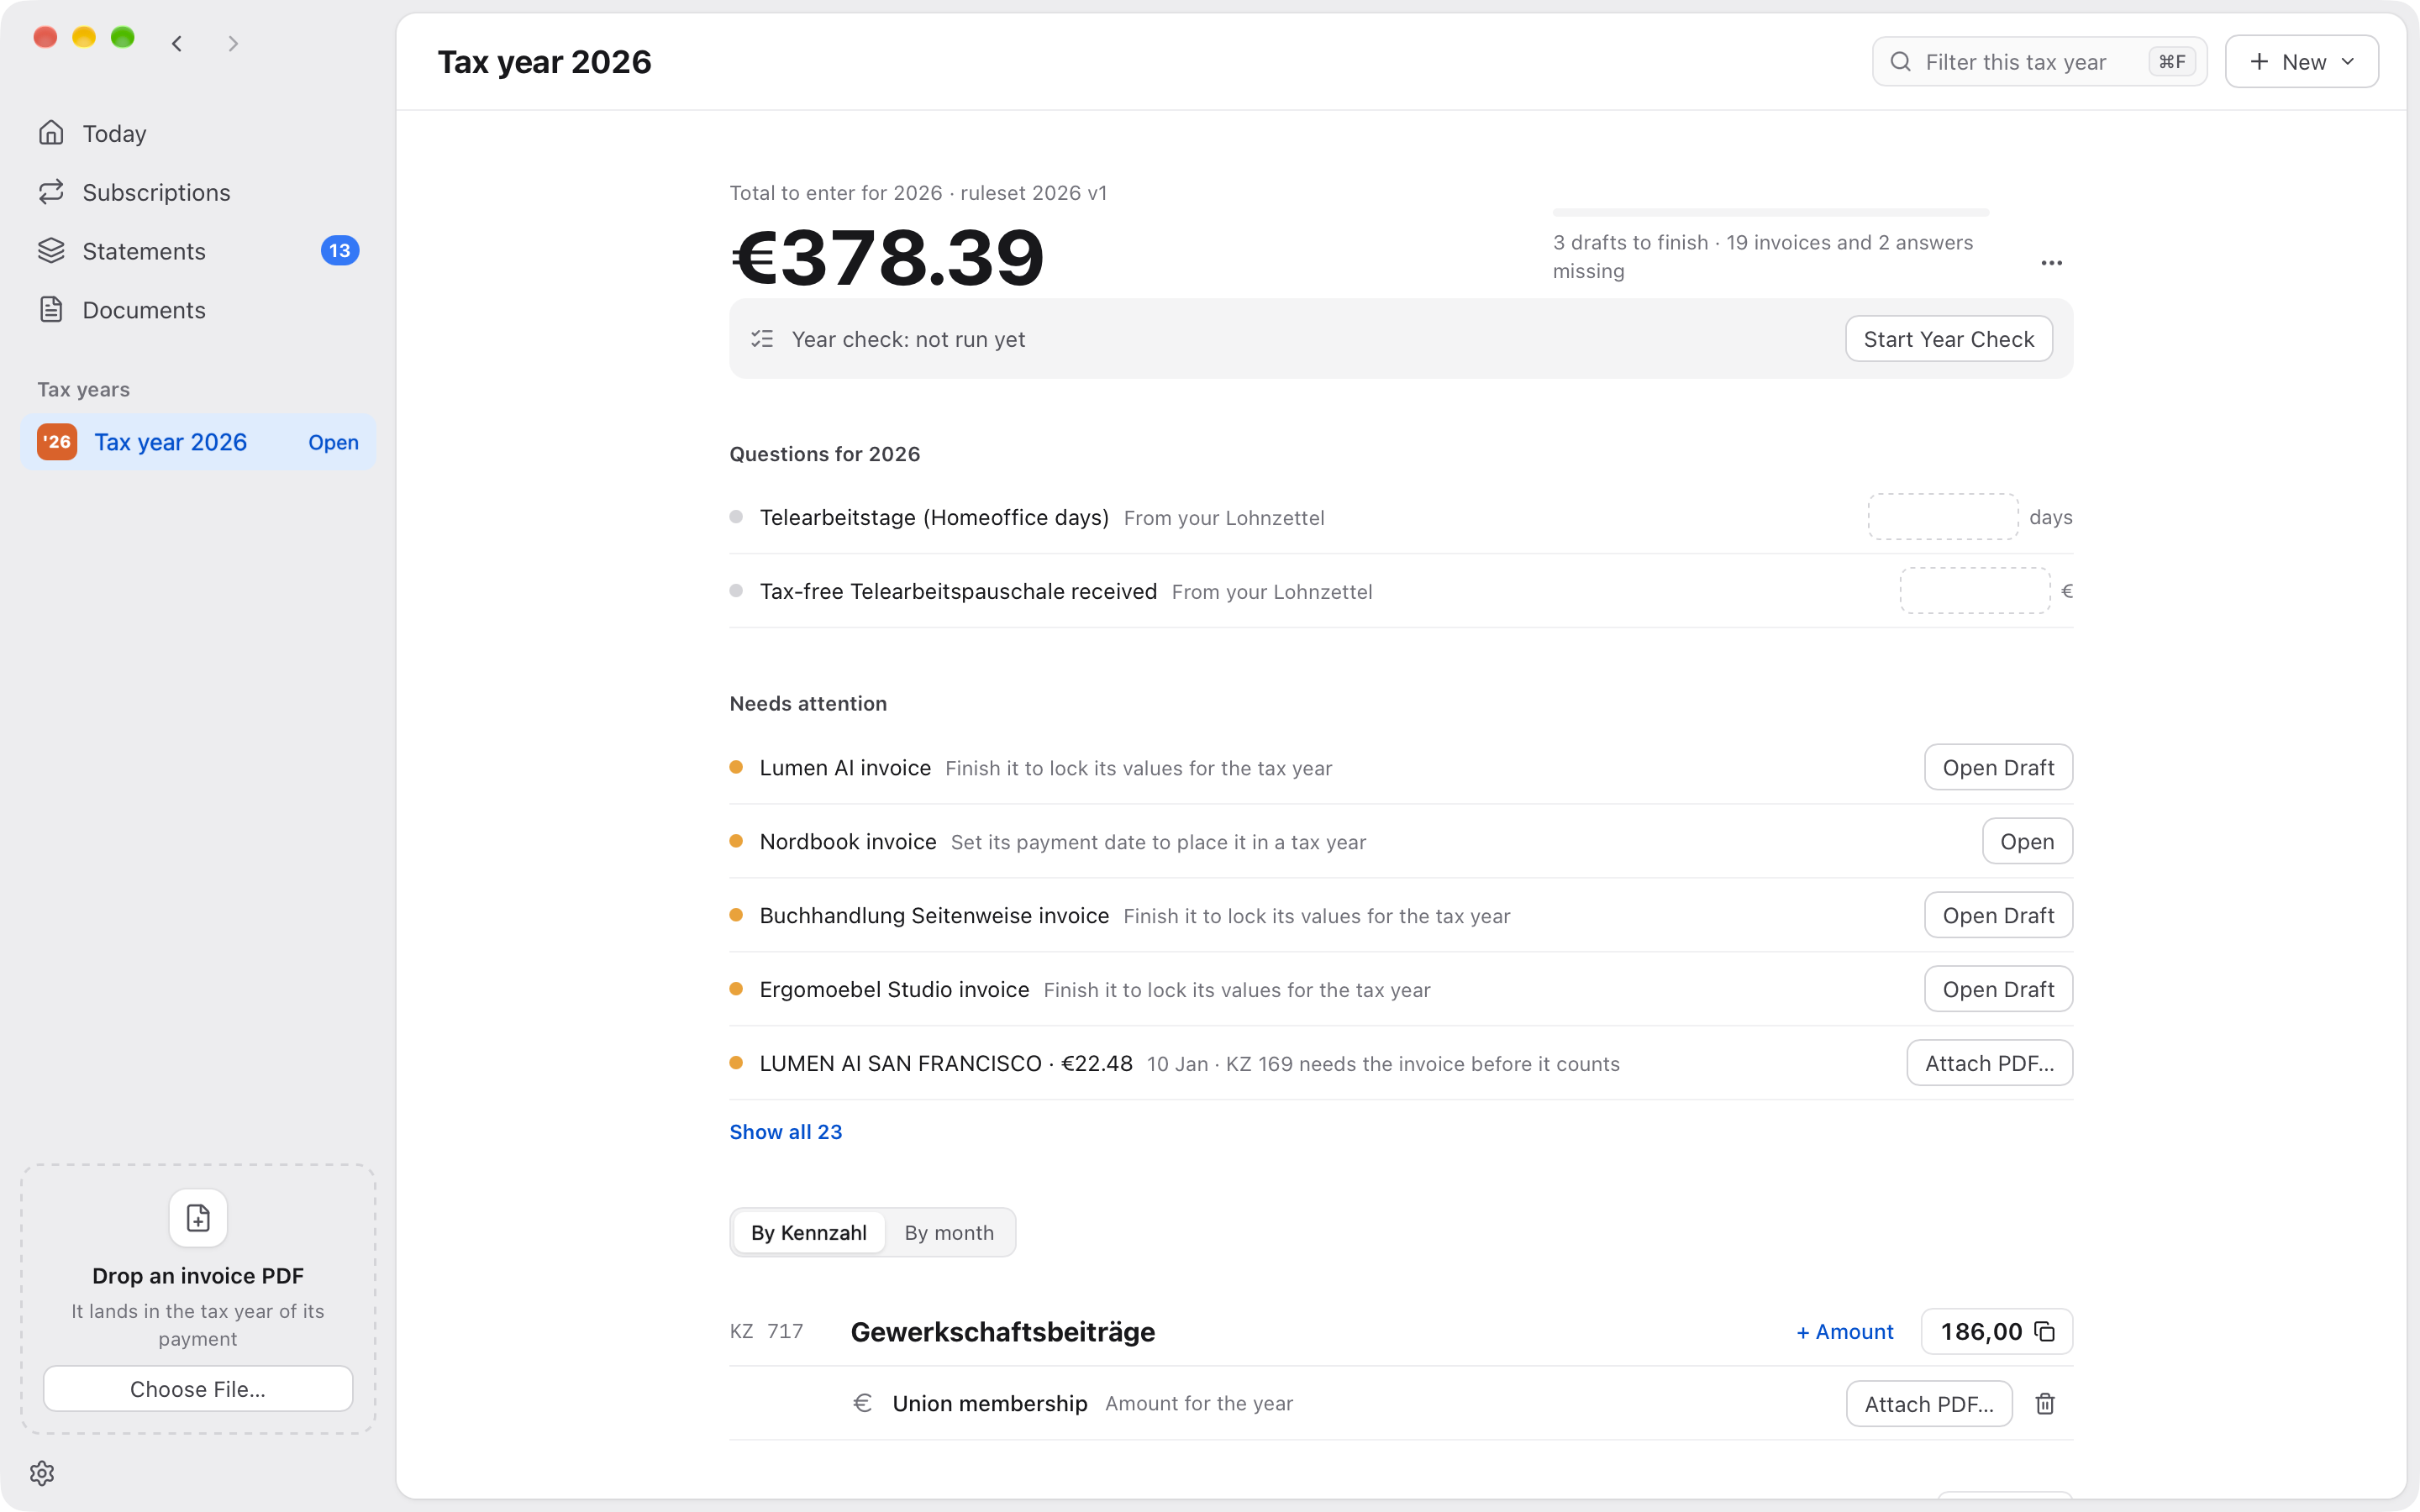 Today
Subscriptions
Statements 13
Documents
Tax years
'26 Tax year 2026 Open
Drop an invoice PDF
It lands in the tax year of its
payment
Choose File...
Tax year 2026
Filter this tax year ⌘F
+ New
Total to enter for 2026 · ruleset 2026 v1
€378.39
3 drafts to finish · 19 invoices and 2 answers
missing
Year check: not run yet Start Year Check
Questions for 2026
Telearbeitstage (Homeoffice days) From your Lohnzettel days
Tax-free Telearbeitspauschale received From your Lohnzettel €
Needs attention
Lumen AI invoice Finish it to lock its values for the tax year Open Draft
Nordbook invoice Set its payment date to place it in a tax year Open
Buchhandlung Seitenweise invoice Finish it to lock its values for the tax year Open Draft
Ergomoebel Studio invoice Finish it to lock its values for the tax year Open Draft
LUMEN AI SAN FRANCISCO · €22.48 10 Jan · KZ 169 needs the invoice before it counts Attach PDF...
Show all 23
By Kennzahl By month
KZ 717 Gewerkschaftsbeiträge + Amount 186,00
€ Union membership Amount for the year Attach PDF...